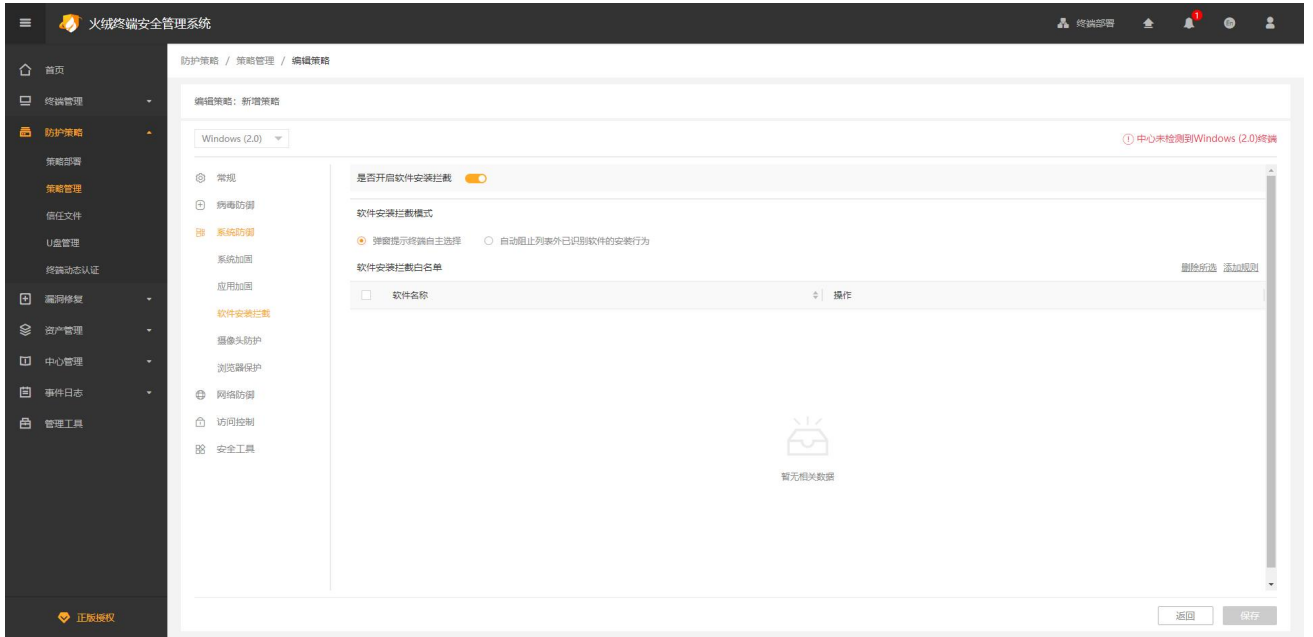 火绒终端安全管理系统
终端部署
1
防护策略 / 策略管理 / 编辑策略
首页
终端管理
防护策略
策略部署
策略管理
信任文件
U盘管理
终端动态认证
漏洞修复
资产管理
中心管理
事件日志
管理工具
正版授权
编辑策略：新增策略
Windows (2.0)
中心未检测到Windows (2.0)终端
常规
病毒防御
系统防御
系统加固
应用加固
软件安装拦截
摄像头防护
浏览器保护
网络防御
访问控制
安全工具
是否开启软件安装拦截
软件安装拦截模式
弹窗提示终端自主选择 自动阻止列表外已识别软件的安装行为
软件安装拦截白名单 删除所选 添加规则
软件名称 操作
暂无相关数据
返回 保存